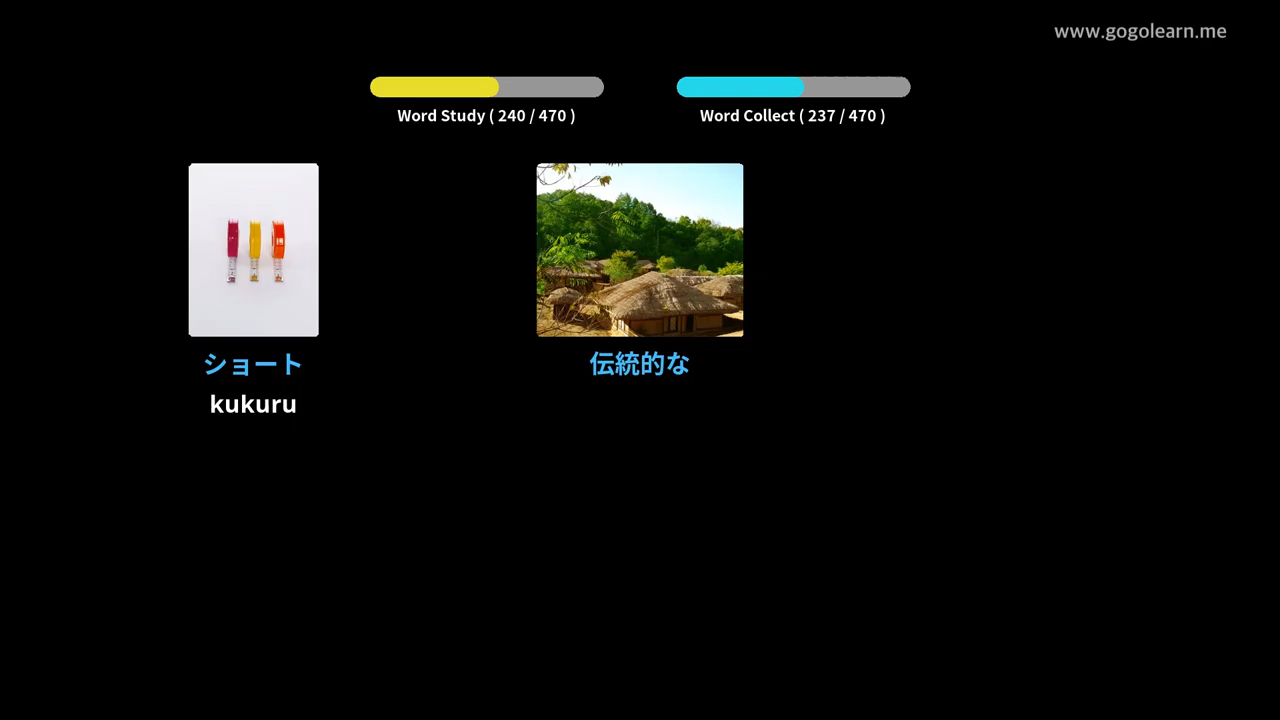 www.gogolearn.me
Word Study ( 240 / 470 )
Word Collect ( 237 / 470 )
ショート
kukuru
伝統的な